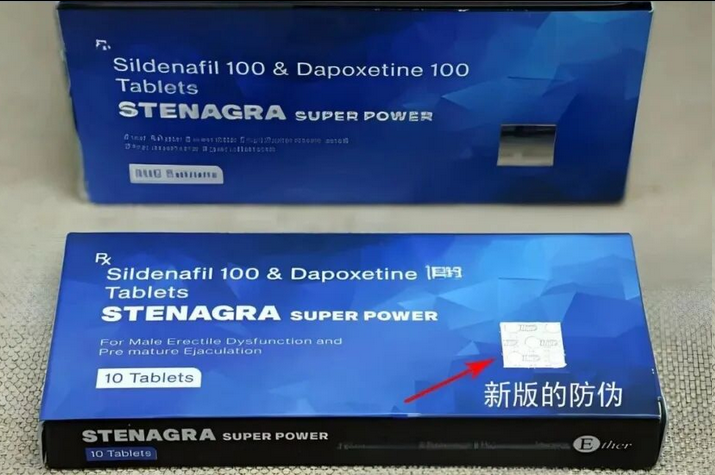 Rx
Sildenafil 100 & Dapoxetine 100
Tablets
STENAGRA SUPER POWER
Rx
Sildenafil 100 & Dapoxetine
Tablets
STENAGRA SUPER POWER
For Male Erectile Dysfunction and
Pre mature Ejaculation
10 Tablets
新版的防伪
STENAGRA SUPER POWER
10 Tablets
Ether